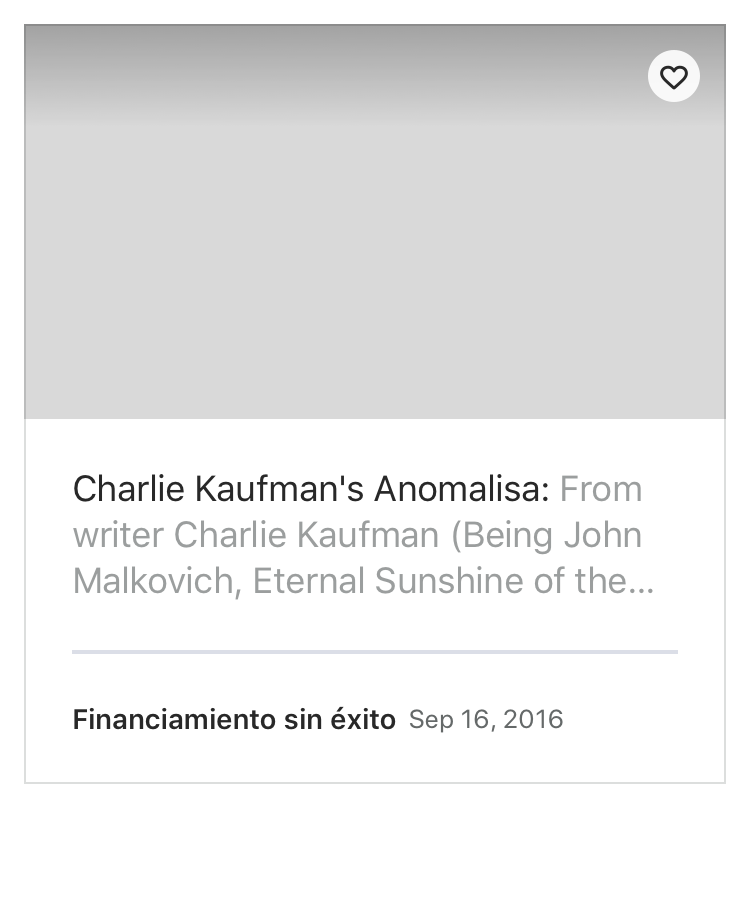 Charlie Kaufman's Anomalisa: From
writer Charlie Kaufman (Being John
Malkovich, Eternal Sunshine of the...
Financiamiento sin éxito Sep 16, 2016